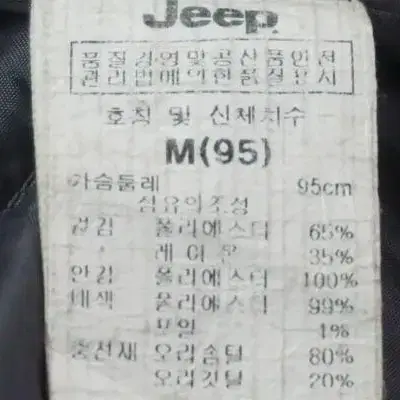 Jeep
품질경영및공산품안전
관리법에의한품질표시
호칭 및 신체치수
M(95)
가슴둘레 95cm
섬유의조성
겉감 폴리에스터 65%
레이온 35%
안감 폴리에스터 100%
배색 폴리에스터 99%
1%
충전재 오리솜털 80%
오리깃털 20%